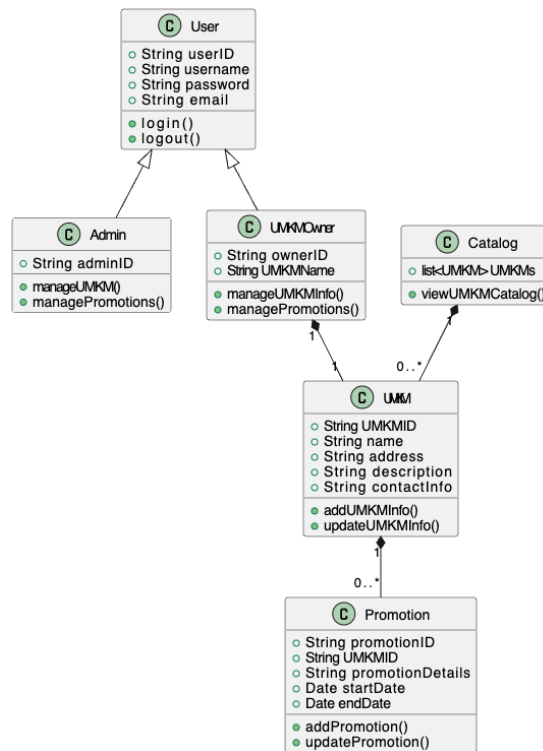 C User
String userID
String username
String password
String email
login()
logout()
C Admin
String adminID
manageUMKM()
managePromotions()
C UMKMOwner
String ownerID
String UMKMName
manageUMKMInfo()
managePromotions()
C Catalog
list<UMKM> UMKMs
viewUMKMCatalog()
1
1
1
0..*
C UMKM
String UMKMID
String name
String address
String description
String contactInfo
addUMKMInfo()
updateUMKMInfo()
1
0..*
C Promotion
String promotionID
String UMKMID
String promotionDetails
Date startDate
Date endDate
addPromotion()
updatePromotion()